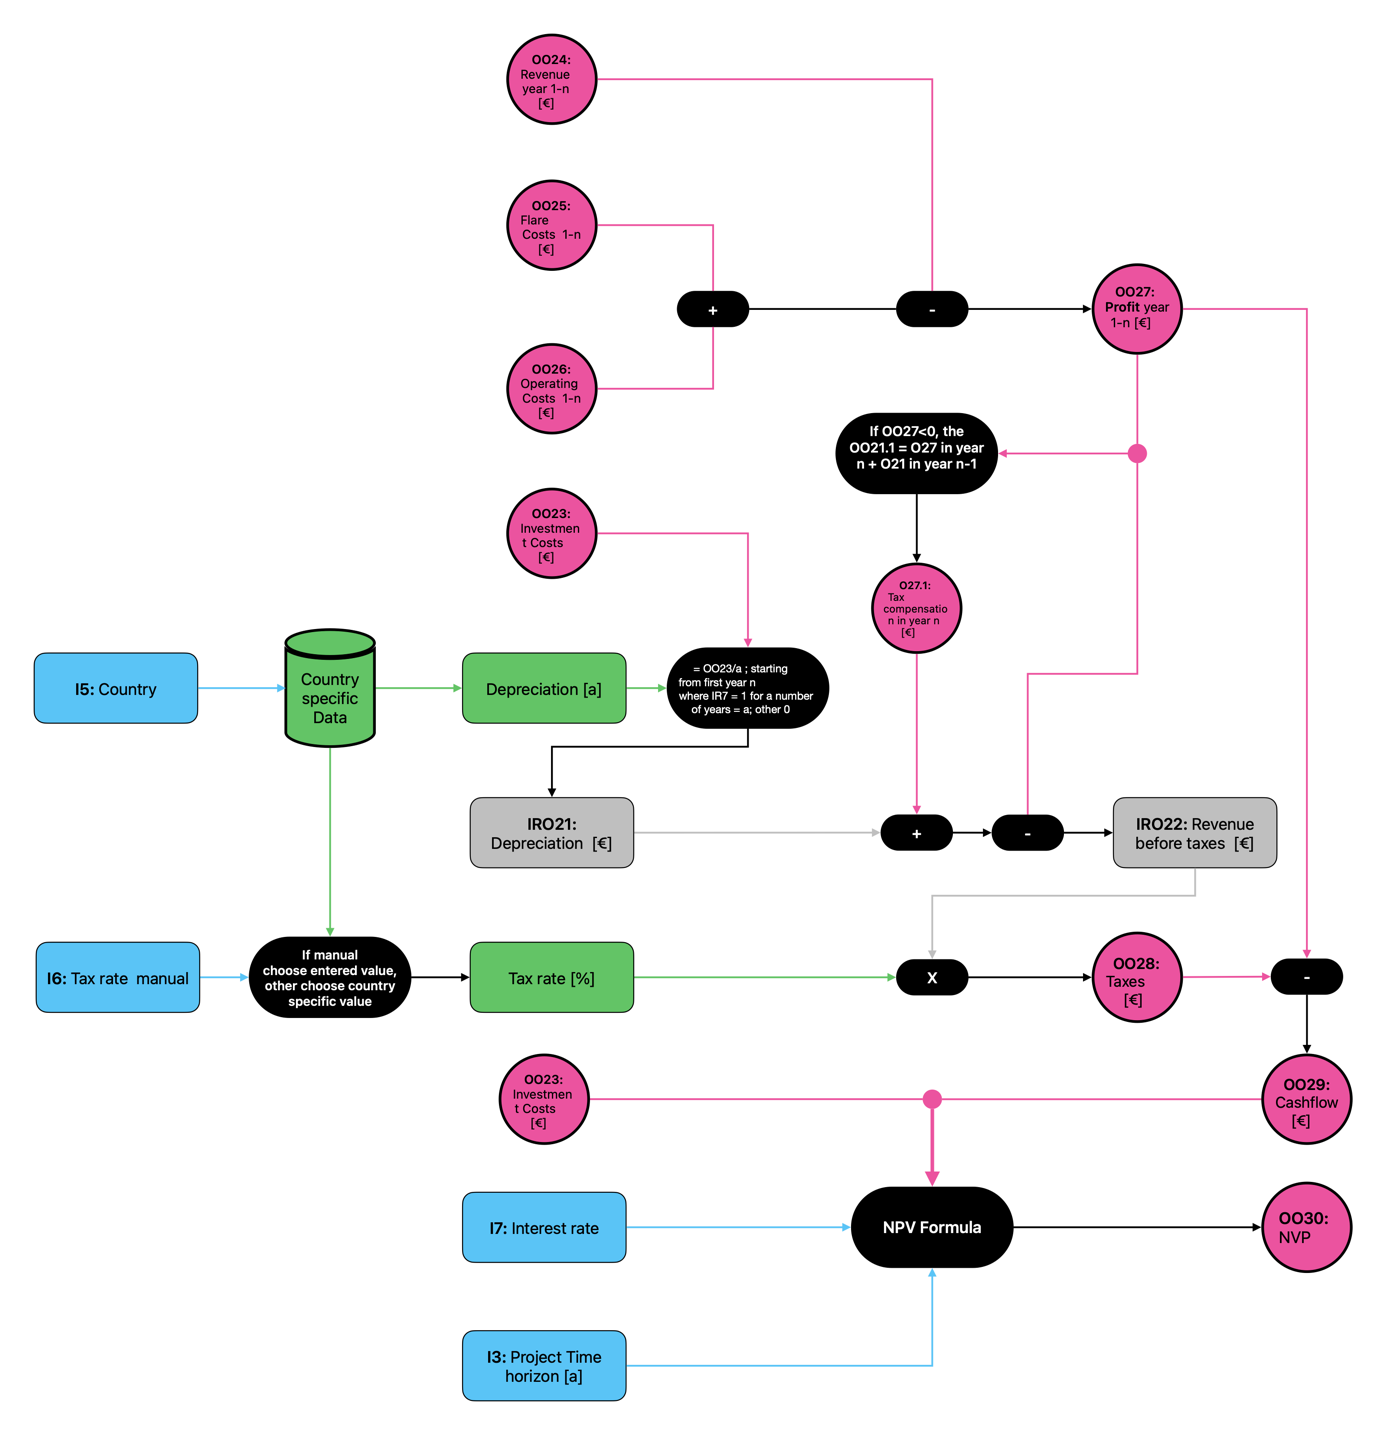 OO24:
Revenue
year 1-n
[€]
OO25:
Flare
Costs 1-n
[€]
+
-
OO27:
Profit year
1-n [€]
OO26:
Operating
Costs 1-n
[€]
If OO27<0, the
OO21.1 = O27 in year
n + O21 in year n-1
OO23:
Investmen
t Costs
[€]
O27.1:
Tax
compensatio
n in year n
[€]
I5: Country
Country
specific
Data
Depreciation [a]
= OO23/a ; starting
from first year n
where IR7 = 1 for a number
of years = a; other 0
IRO21:
Depreciation [€]
+
-
IRO22: Revenue
before taxes [€]
I6: Tax rate manual
If manual
choose entered value,
other choose country
specific value
Tax rate [%]
X
OO28:
Taxes
[€]
-
OO23:
Investmen
t Costs
[€]
OO29:
Cashflow
[€]
I7: Interest rate
NPV Formula
OO30:
NVP
I3: Project Time
horizon [a]